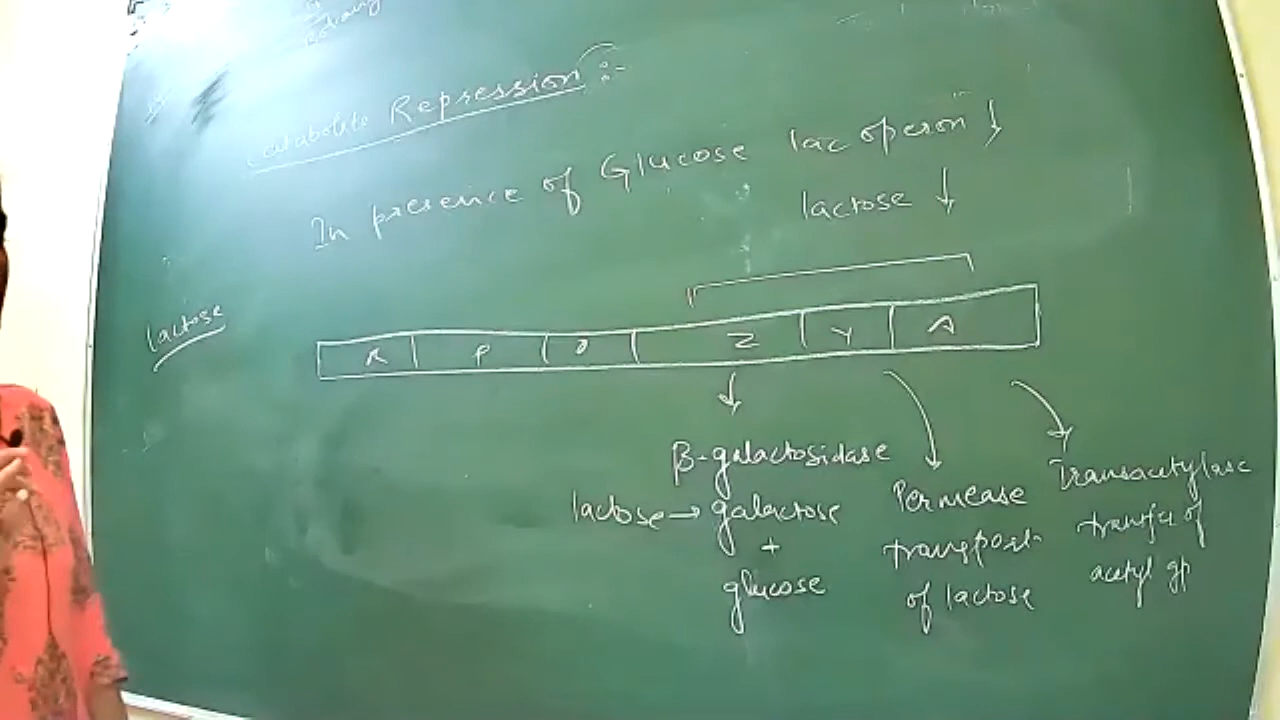 Catabolite Repression :-
In presence of Glucose lac operon ↓
lactose ↓
lactose
R P O Z Y A
β-galactosidase
lactose → galactose
+
glucose
Permease
transport
of lactose
Transacetylase
transfer of
acetyl gp